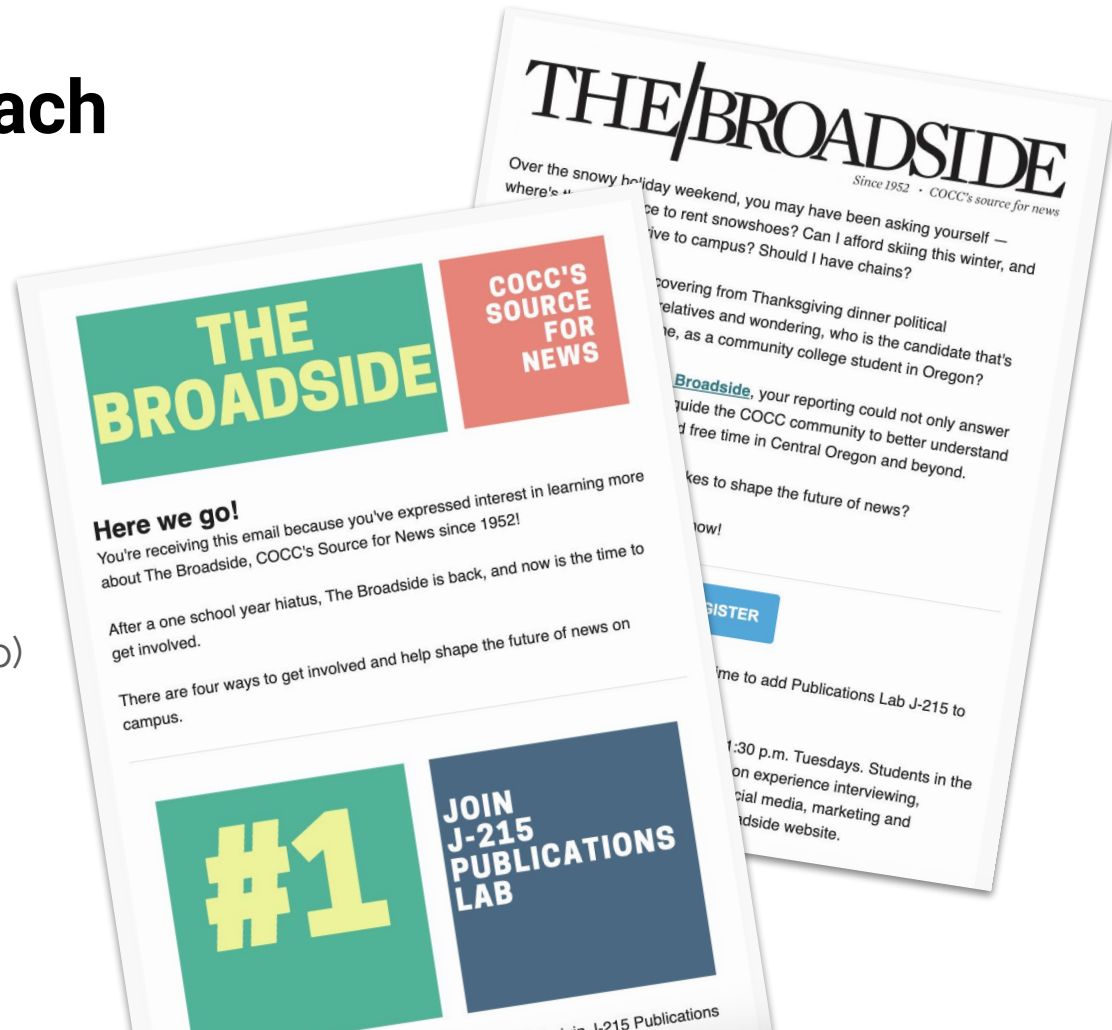 ach
THE/BROADSIDE
Since 1952 · COCC's source for news
Over the snowy holiday weekend, you may have been asking yourself —
where's
ce to rent snowshoes? Can I afford skiing this winter, and
ive to campus? Should I have chains?
covering from Thanksgiving dinner political
relatives and wondering, who is the candidate that's
e, as a community college student in Oregon?
Broadside, your reporting could not only answer
guide the COCC community to better understand
d free time in Central Oregon and beyond.
kes to shape the future of news?
now!
GISTER
ime to add Publications Lab J-215 to
1:30 p.m. Tuesdays. Students in the
on experience interviewing,
cial media, marketing and
adside website.
THE
BROADSIDE
COCC'S
SOURCE
FOR
NEWS
Here we go!
You're receiving this email because you've expressed interest in learning more
about The Broadside, COCC's Source for News since 1952!
After a one school year hiatus, The Broadside is back, and now is the time to
get involved.
There are four ways to get involved and help shape the future of news on
campus.
#1
JOIN
J-215
PUBLICATIONS
LAB
J-215 Publications
o)